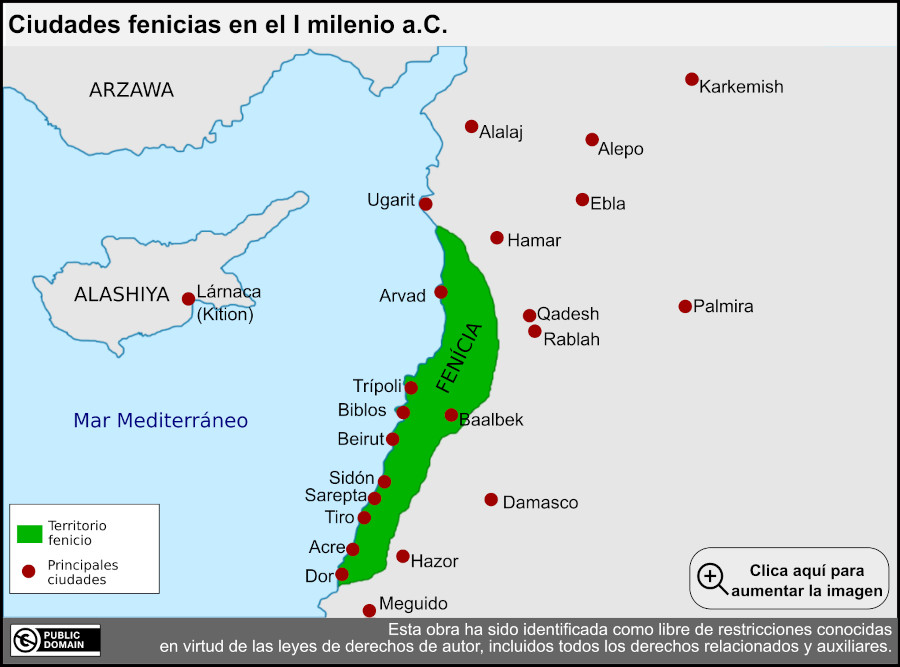 Ciudades fenicias en el I milenio a.C.
ARZAWA
Karkemish
Alalaj
Alepo
Ugarit
Ebla
Hamar
ALASHIYA
Lárnaca
(Kition)
Arvad
Qadesh
Rablah
Palmira
FENÍCIA
Trípoli
Biblos
Baalbek
Mar Mediterráneo
Beirut
Sidón
Sarepta
Damasco
Tiro
Acre
Hazor
Dor
Meguido
Territorio
fenicio
Principales
ciudades
Clica aquí para
aumentar la imagen
PUBLIC
DOMAIN
Esta obra ha sido identificada como libre de restricciones conocidas
en virtud de las leyes de derechos de autor, incluidos todos los derechos relacionados y auxiliares.